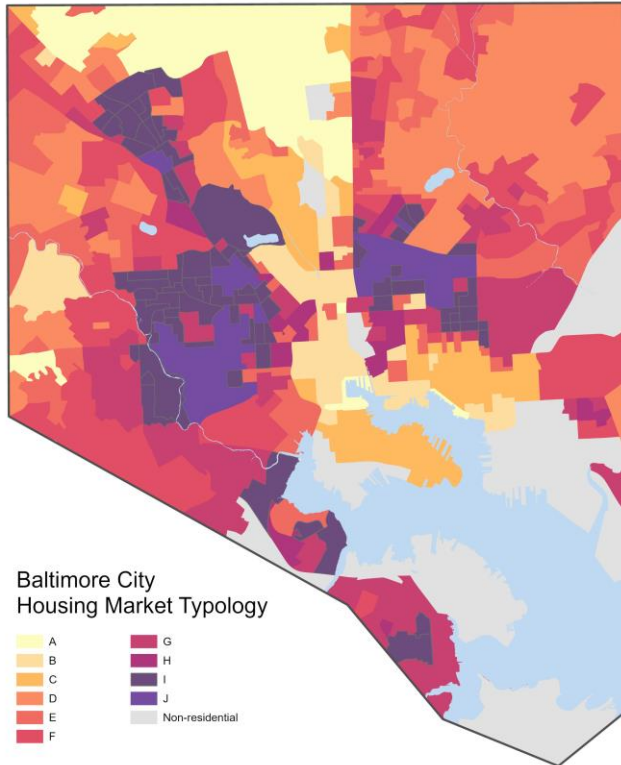 Baltimore City
Housing Market Typology
A
B
C
D
E
F
G
H
I
J
Non-residential